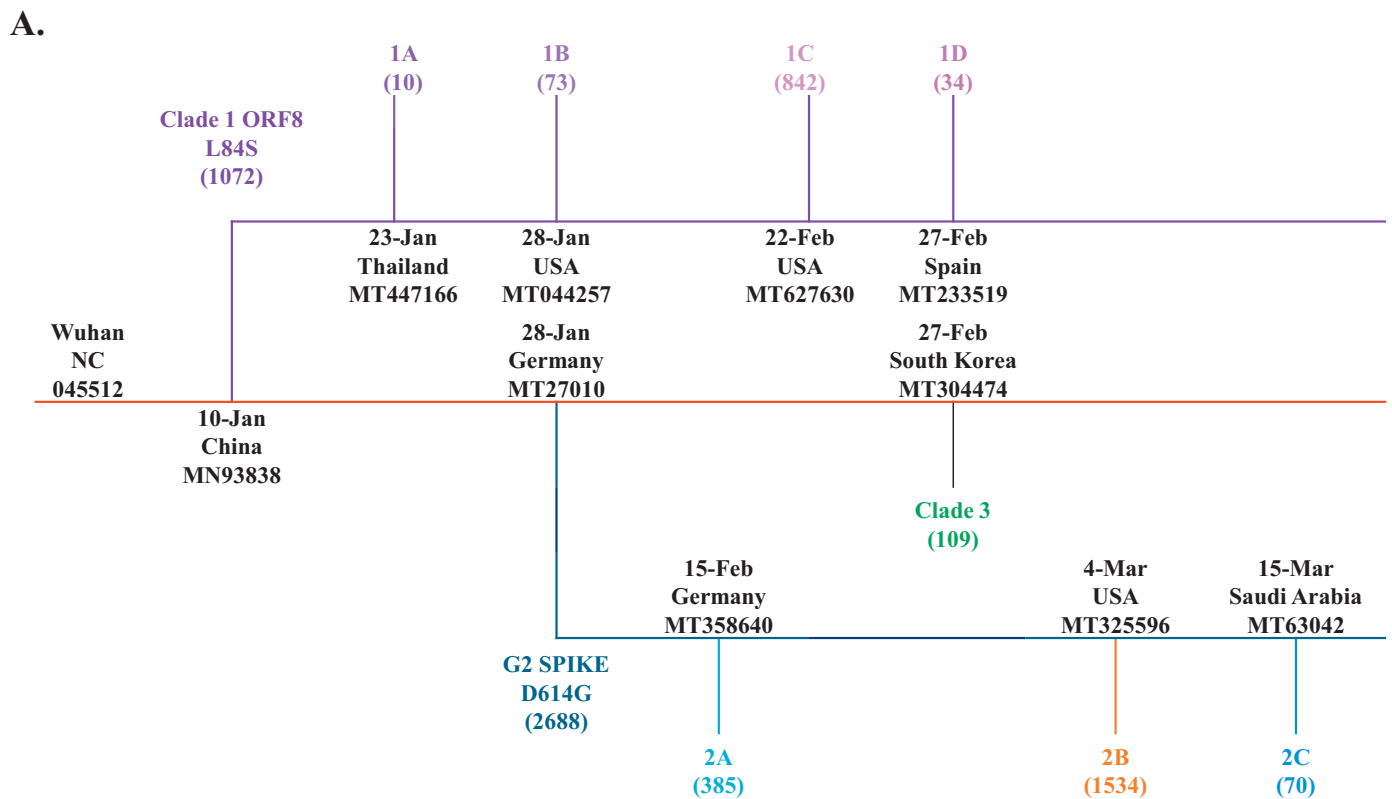 A.
1A
(10)
1B
(73)
1C
(842)
1D
(34)
Clade 1 ORF8
L84S
(1072)
23-Jan
Thailand
MT447166
28-Jan
USA
MT044257
22-Feb
USA
MT627630
27-Feb
Spain
MT233519
Wuhan
NC
045512
28-Jan
Germany
MT27010
27-Feb
South Korea
MT304474
10-Jan
China
MN93838
Clade 3
(109)
15-Feb
Germany
MT358640
4-Mar
USA
MT325596
15-Mar
Saudi Arabia
MT63042
G2 SPIKE
D614G
(2688)
2A
(385)
2B
(1534)
2C
(70)